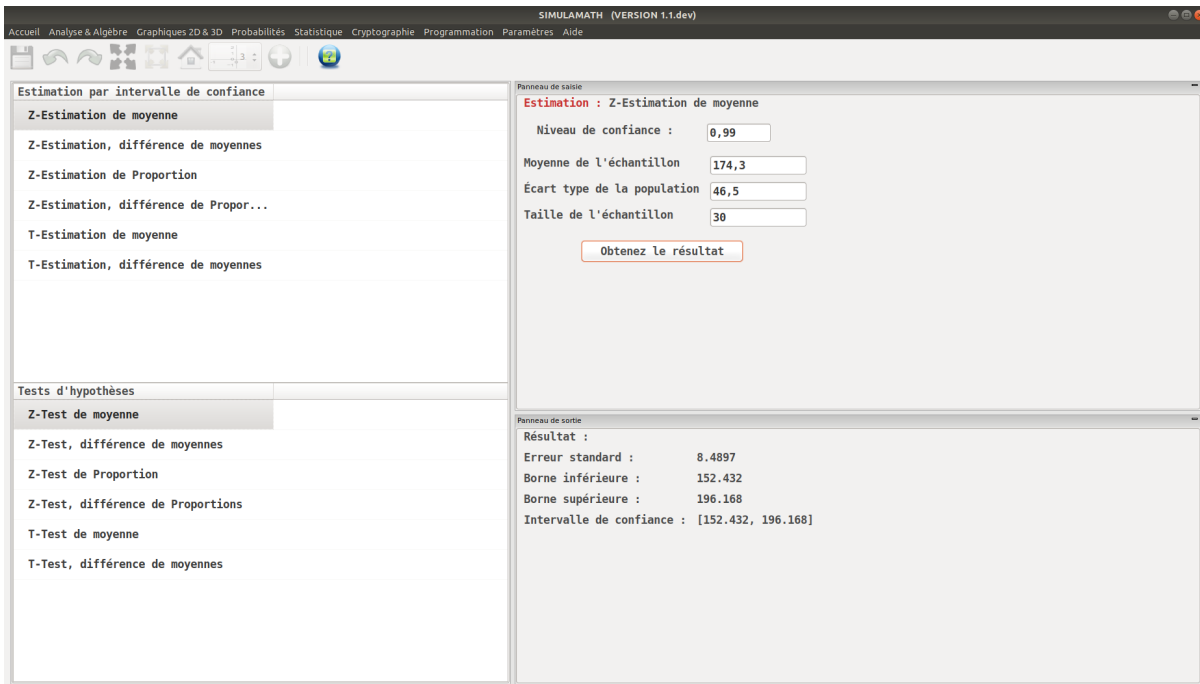 SIMULAMATH (VERSION 1.1.dev)
Accueil Analyse & Algèbre Graphiques 2D & 3D Probabilités Statistique Cryptographie Programmation Paramètres Aide
3
Estimation par intervalle de confiance
Z-Estimation de moyenne
Z-Estimation, différence de moyennes
Z-Estimation de Proportion
Z-Estimation, différence de Propor...
T-Estimation de moyenne
T-Estimation, différence de moyennes
Tests d'hypothèses
Z-Test de moyenne
Z-Test, différence de moyennes
Z-Test de Proportion
Z-Test, différence de Proportions
T-Test de moyenne
T-Test, différence de moyennes
Panneau de saisie
Estimation : Z-Estimation de moyenne
Niveau de confiance : 0,99
Moyenne de l'échantillon 174,3
Écart type de la population 46,5
Taille de l'échantillon 30
Obtenez le résultat
Panneau de sortie
Résultat :
Erreur standard : 8.4897
Borne inférieure : 152.432
Borne supérieure : 196.168
Intervalle de confiance : [152.432, 196.168]